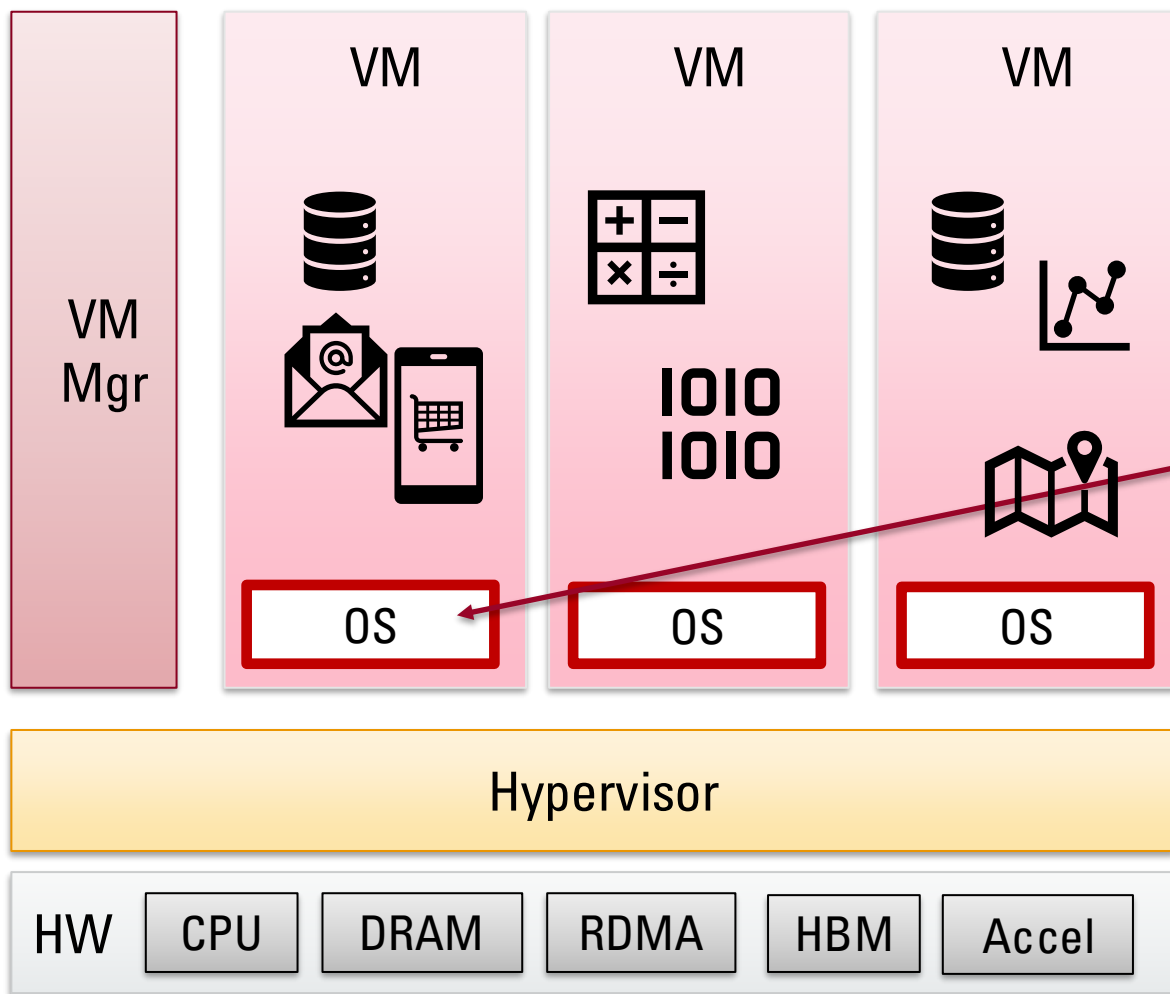 VM
VM
VM
VM
Mgr
@
+ −
× ÷
1010
1010
OS
OS
OS
Hypervisor
HW
CPU
DRAM
RDMA
HBM
Accel